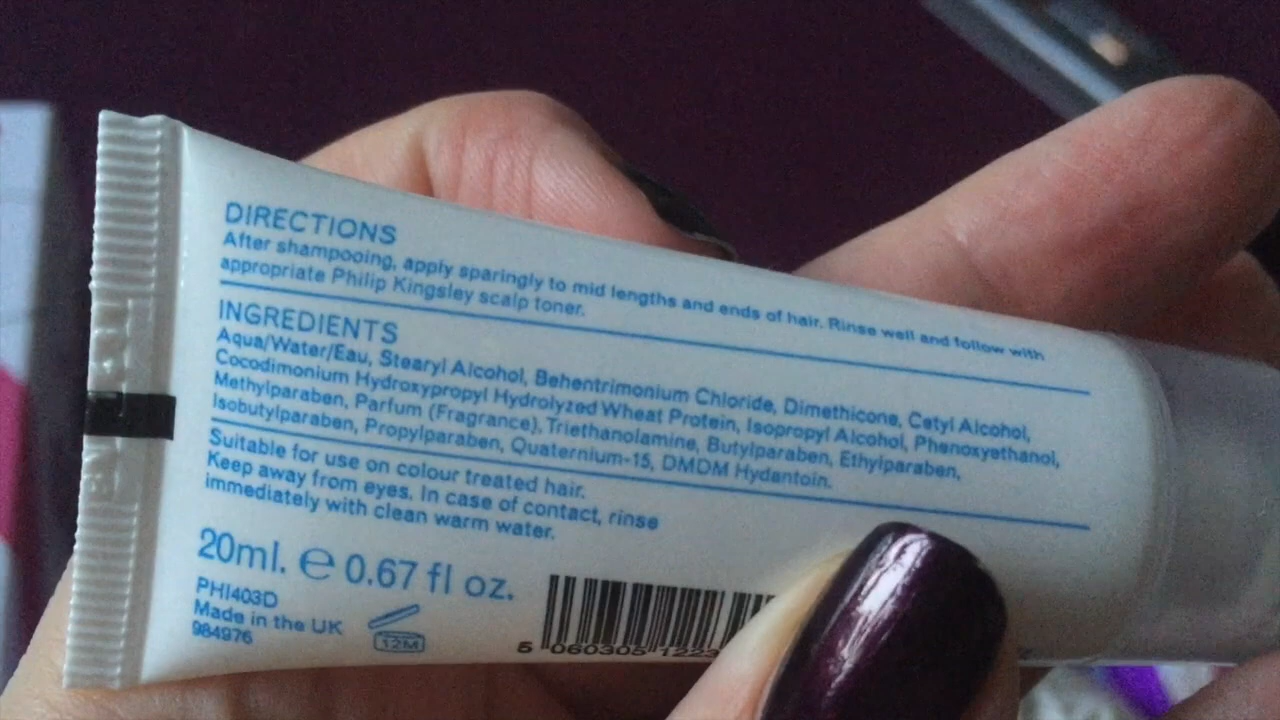 DIRECTIONS
After shampooing, apply sparingly to mid lengths and ends of hair. Rinse well and follow with
appropriate Philip Kingsley scalp toner.
INGREDIENTS
Aqua/Water/Eau, Stearyl Alcohol, Behentrimonium Chloride, Dimethicone, Cetyl Alcohol,
Cocodimonium Hydroxypropyl Hydrolyzed Wheat Protein, Isopropyl Alcohol, Phenoxyethanol,
Methylparaben, Parfum (Fragrance), Triethanolamine, Butylparaben, Ethylparaben,
Isobutylparaben, Propylparaben, Quaternium-15, DMDM Hydantoin.
Suitable for use on colour treated hair.
Keep away from eyes. In case of contact, rinse
immediately with clean warm water.
20ml. e 0.67 fl oz.
PHI403D
Made in the UK
984976
12M
5 060305 1223